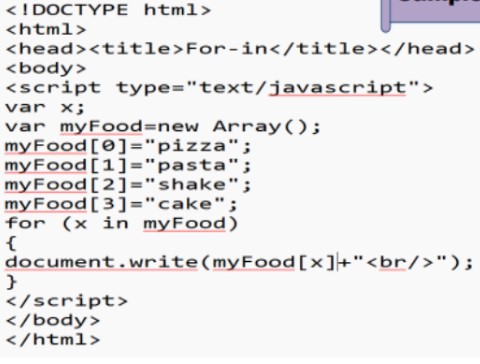 <!DOCTYPE html>
<html>
<head><title>For-in</title></head>
<body>
<script type="text/javascript">
var x;
var myFood=new Array();
myFood[0]="pizza";
myFood[1]="pasta";
myFood[2]="shake";
myFood[3]="cake";
for (x in myFood)
{
document.write(myFood[x]+"<br/>");
}
</script>
</body>
</html>